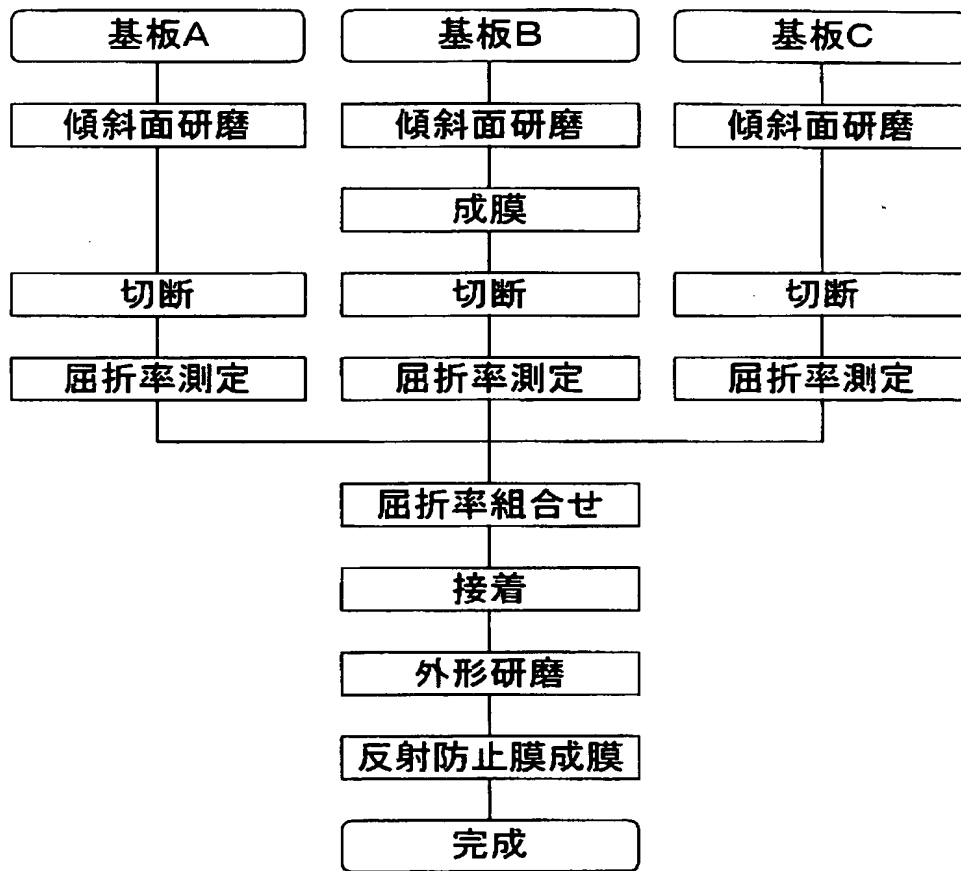 基板A
基板B
基板C
傾斜面研磨
傾斜面研磨
傾斜面研磨
成膜
切断
切断
切断
屈折率測定
屈折率測定
屈折率測定
屈折率組合せ
接着
外形研磨
反射防止膜成膜
完成